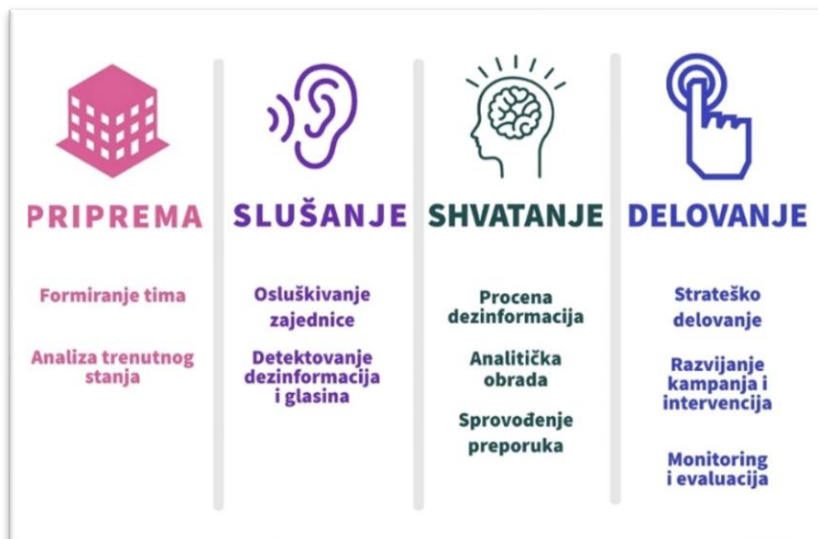 PRIPREMA
Formiranje tima
Analiza trenutnog
stanja
SLUŠANJE
Osluškivanje
zajednice
Detektovanje
dezinformacija
i glasina
SHVATANJE
Procena
dezinformacija
Analitička
obrada
Sprovođenje
preporuka
DELOVANJE
Strateško
delovanje
Razvijanje
kampanja i
intervencija
Monitoring
i evaluacija